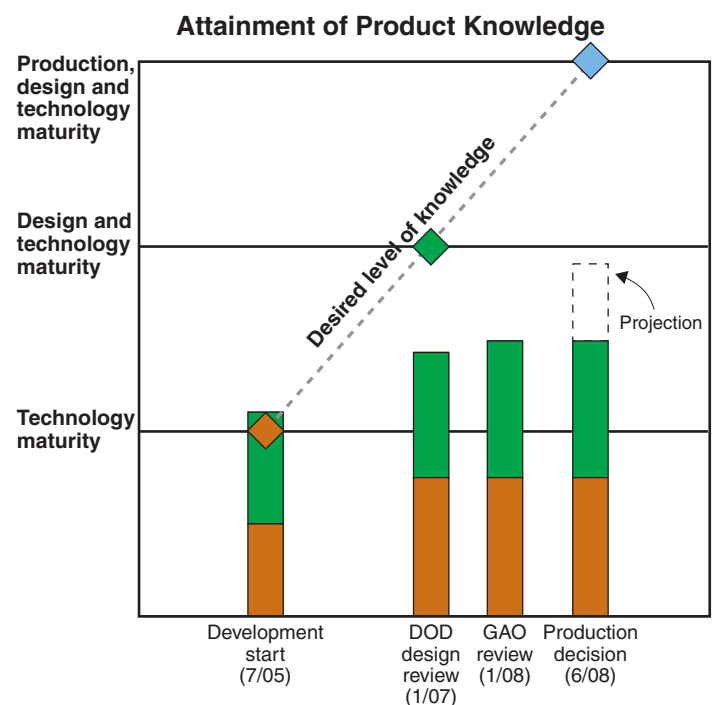 Attainment of Product Knowledge
Production,
design and
technology
maturity
Design and
technology
maturity
Desired level of knowledge
Projection
Technology
maturity
Development
start
(7/05)
DOD
design
review
(1/07)
GAO
review
(1/08)
Production
decision
(6/08)